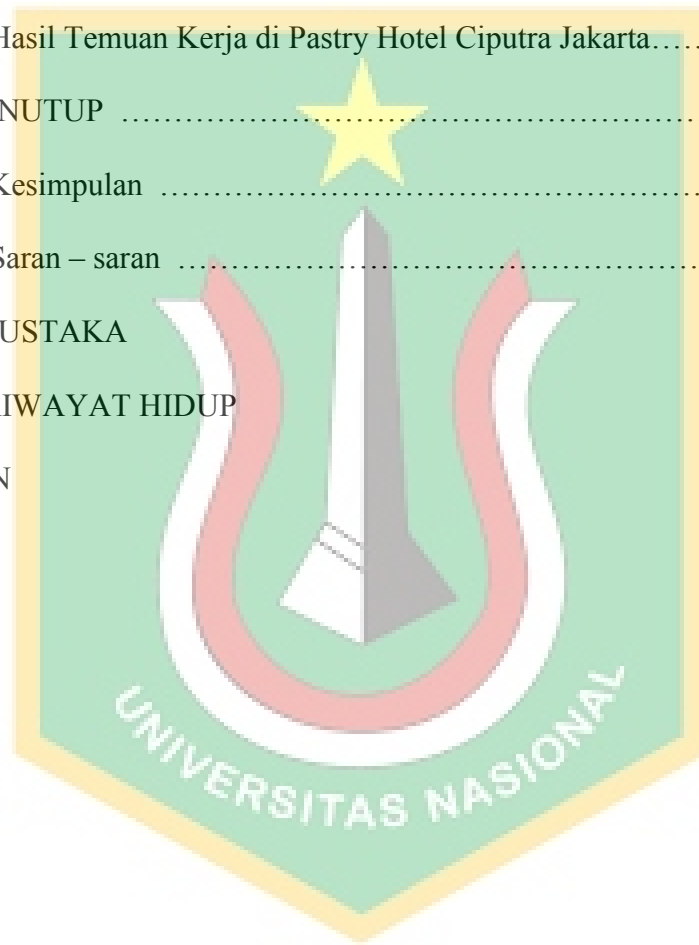 Hasil Temuan Kerja di Pastry Hotel Ciputra Jakarta…..
NUTUP ……………………………………………
Kesimpulan …………………………………………
Saran – saran ………………………………………
USTAKA
IWAYAT HIDUP
N
UNIVERSITAS NASIONAL